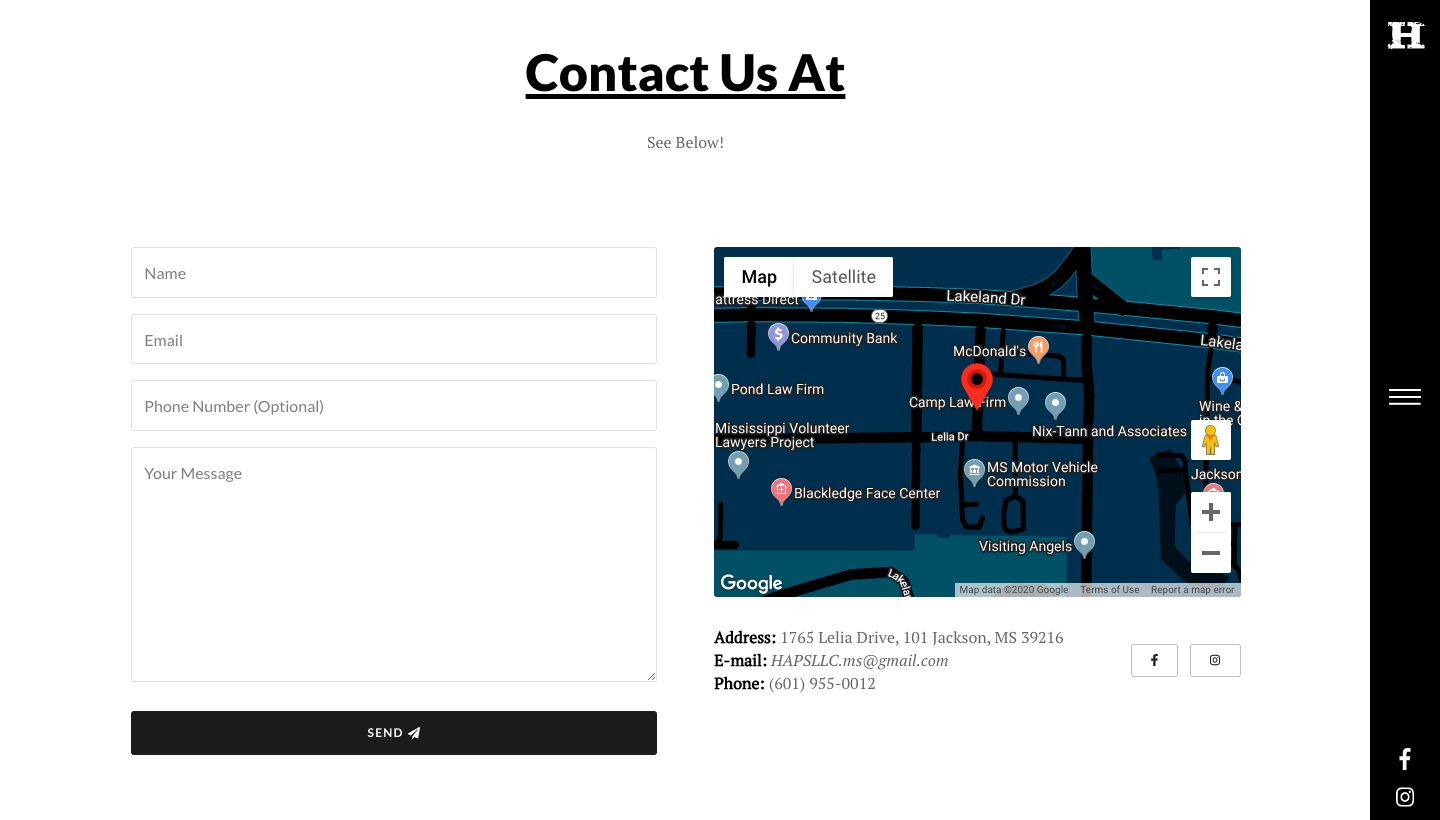 H
Contact Us At
See Below!
Name
Email
Phone Number (Optional)
Your Message
SEND
Map
Satellite
attress Direct
Lakeland Dr
25
Community Bank
McDonald's
Lakela
Pond Law Firm
Camp Law Firm
Wine &
in the
Mississippi Volunteer
Lawyers Project
Lelia Dr
Nix-Tann and Associates
MS Motor Vehicle
Commission
Jackson
Blackledge Face Center
Visiting Angels
Lakelan
Google
Map data ©2020 Google
Terms of Use
Report a map error
Address: 1765 Lelia Drive, 101 Jackson, MS 39216
E-mail: HAPSLLC.ms@gmail.com
Phone: (601) 955-0012